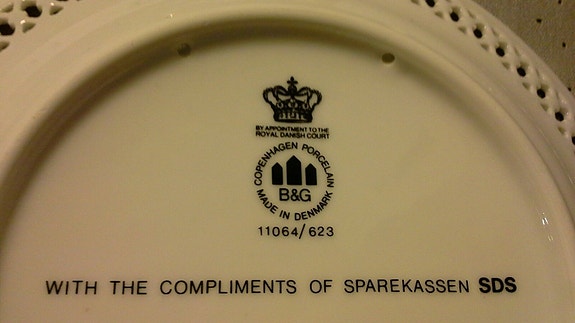 BY APPOINTMENT TO THE
ROYAL DANISH COURT
COPENHAGEN PORCELAIN
B&G
MADE IN DENMARK
11064/623
WITH THE COMPLIMENTS OF SPAREKASSEN SDS